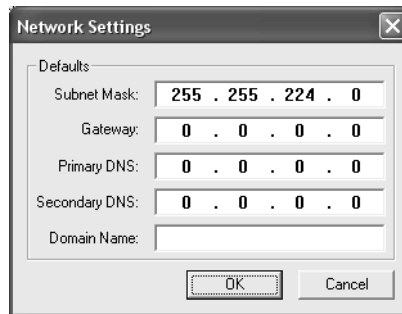 Network Settings
Defaults
Subnet Mask: 255 . 255 . 224 . 0
Gateway: 0 . 0 . 0 . 0
Primary DNS: 0 . 0 . 0 . 0
Secondary DNS: 0 . 0 . 0 . 0
Domain Name:
OK Cancel